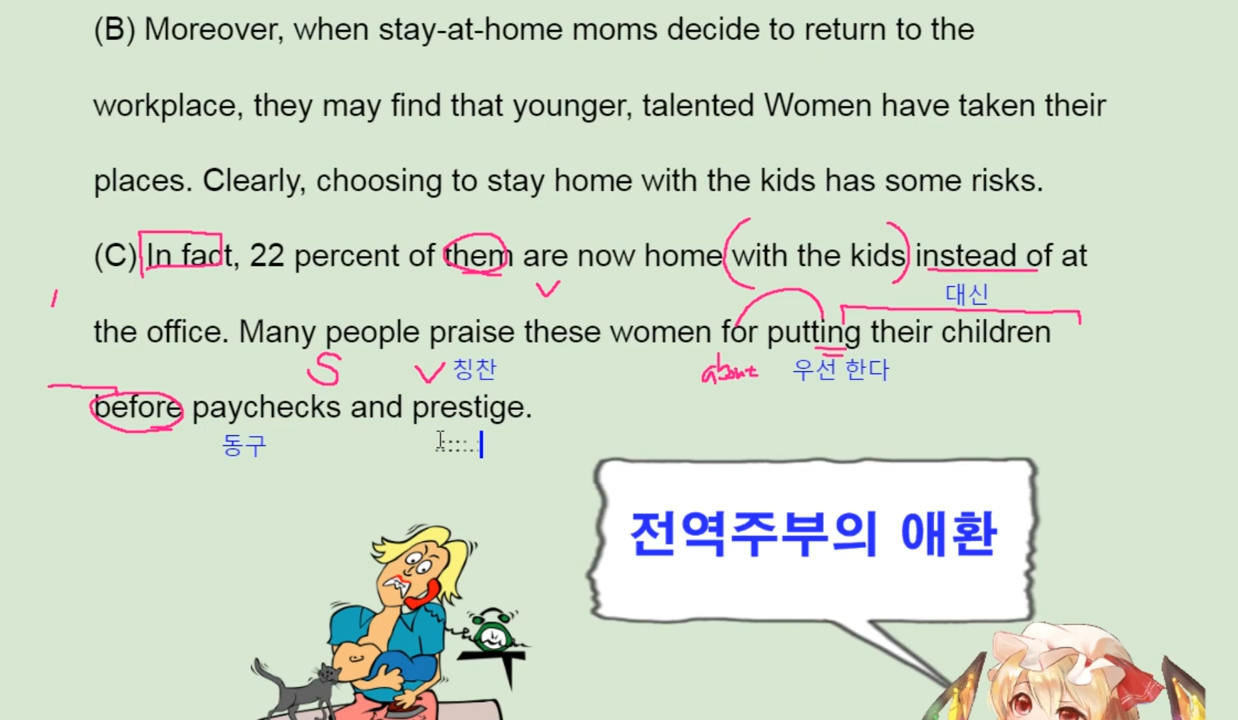 (B) Moreover, when stay-at-home moms decide to return to the
workplace, they may find that younger, talented Women have taken their
places. Clearly, choosing to stay home with the kids has some risks.
(C) In fact, 22 percent of them are now home with the kids instead of at
V
대신
the office. Many people praise these women for putting their children
S V 칭찬 about 우선 한다
before paychecks and prestige.
동구 ::::.
전역주부의 애환